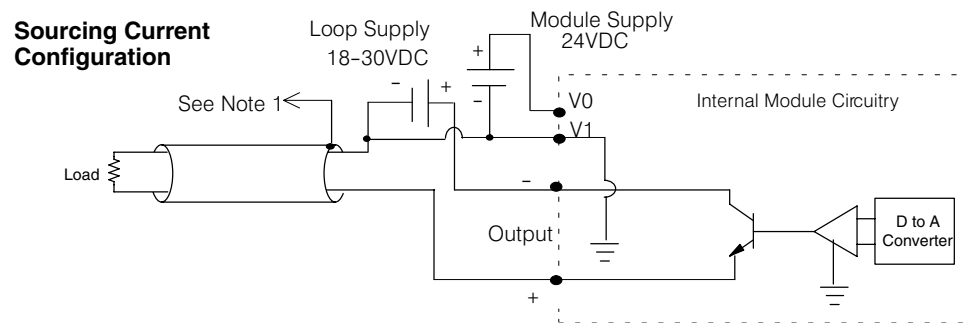 Sourcing Current
Configuration
Loop Supply
18-30VDC
Module Supply
24VDC
+
-
-
+
See Note 1
V0
V1
Internal Module Circuitry
Load
-
Output
+
D to A
Converter